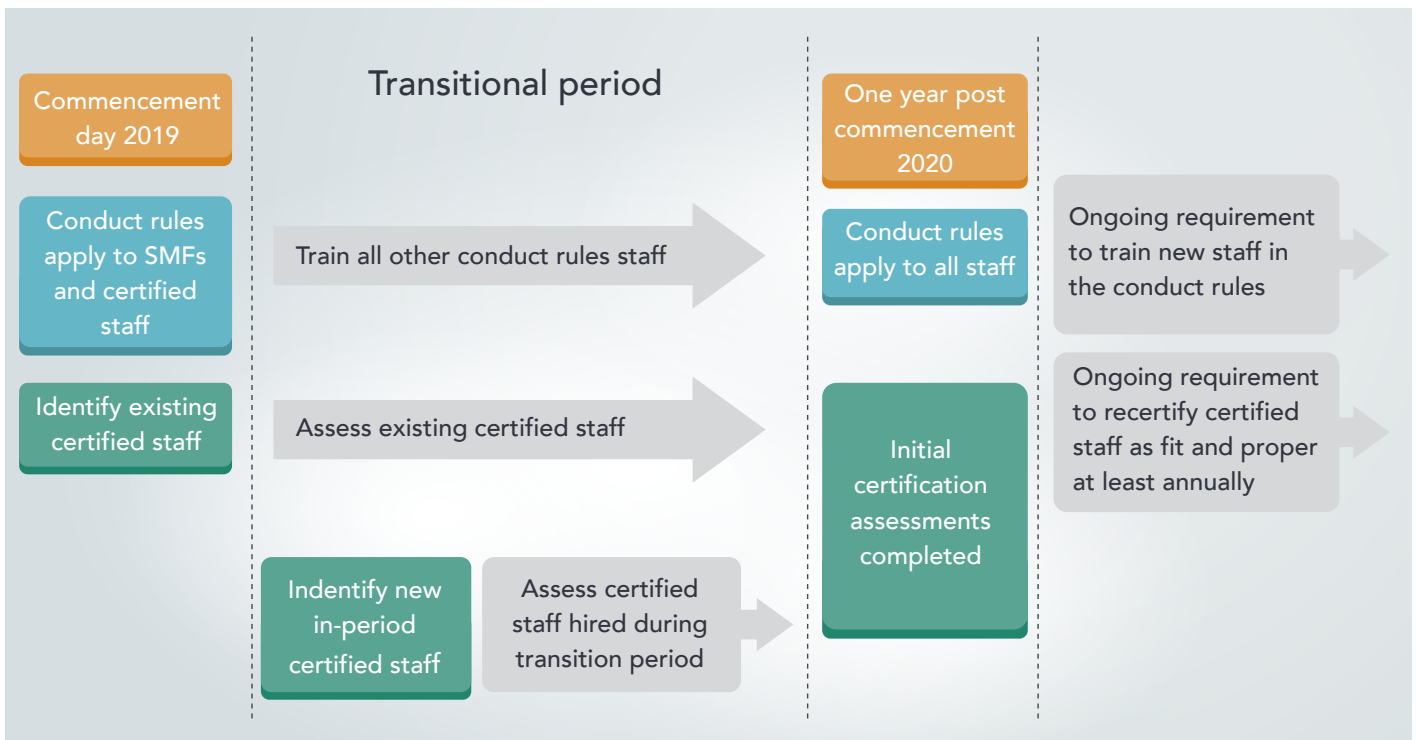 Commencement
day 2019
Transitional period
One year post
commencement
2020
Conduct rules
apply to SMFs
and certified
staff
Train all other conduct rules staff
Conduct rules
apply to all staff
Ongoing requirement
to train new staff in
the conduct rules
Identify existing
certified staff
Assess existing certified staff
Initial
certification
assessments
completed
Ongoing requirement
to recertify certified
staff as fit and proper
at least annually
Indentify new
in-period
certified staff
Assess certified
staff hired during
transition period